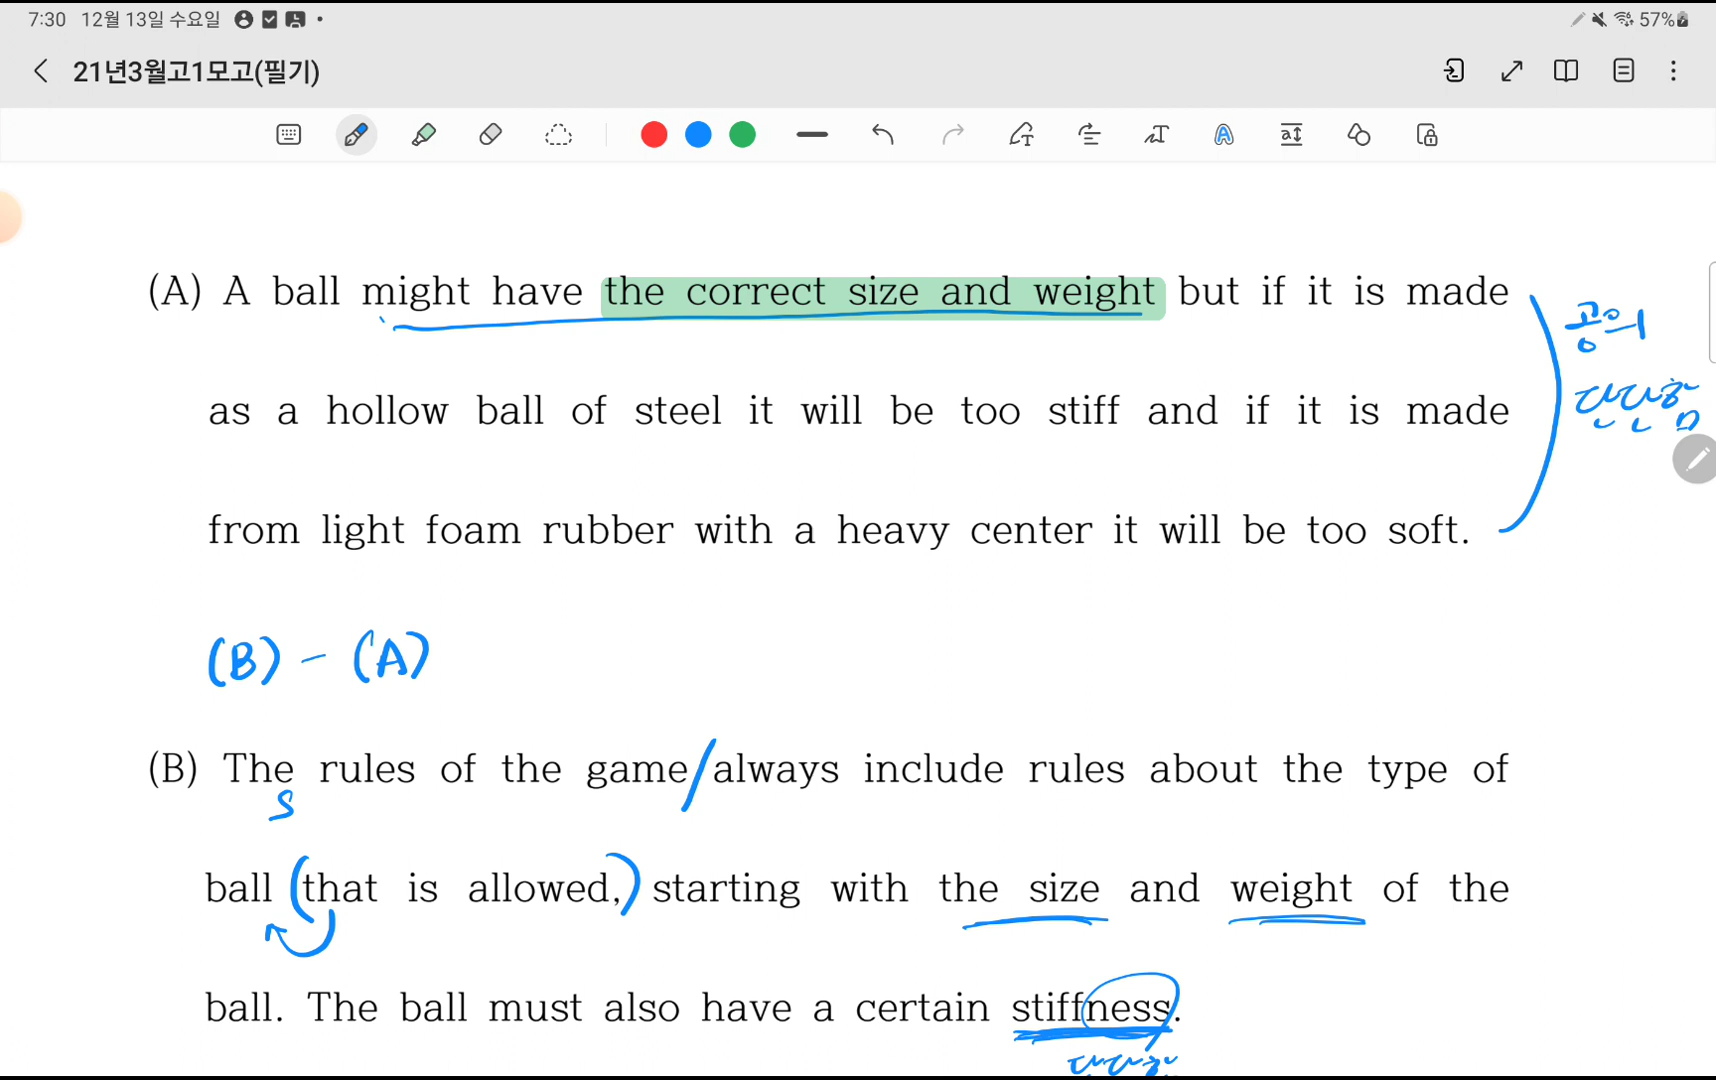 7:30 12월 13일 수요일
57%
21년3월고1모고(필기)
(A) A ball might have the correct size and weight but if it is made
as a hollow ball of steel it will be too stiff and if it is made
from light foam rubber with a heavy center it will be too soft.
공의
단단함
(B) - (A)
(B) The rules of the game/always include rules about the type of
S
ball (that is allowed,) starting with the size and weight of the
ball. The ball must also have a certain stiffness.
단단함